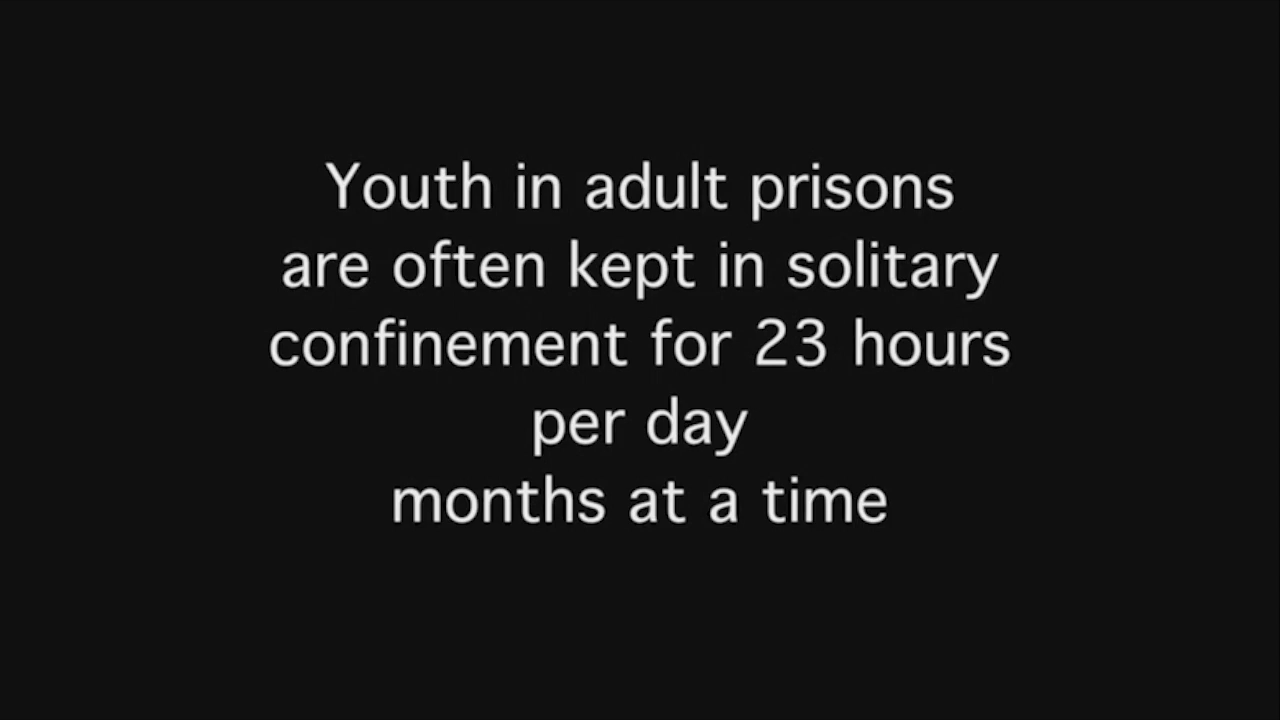 Youth in adult prisons
are often kept in solitary
confinement for 23 hours
per day
months at a time